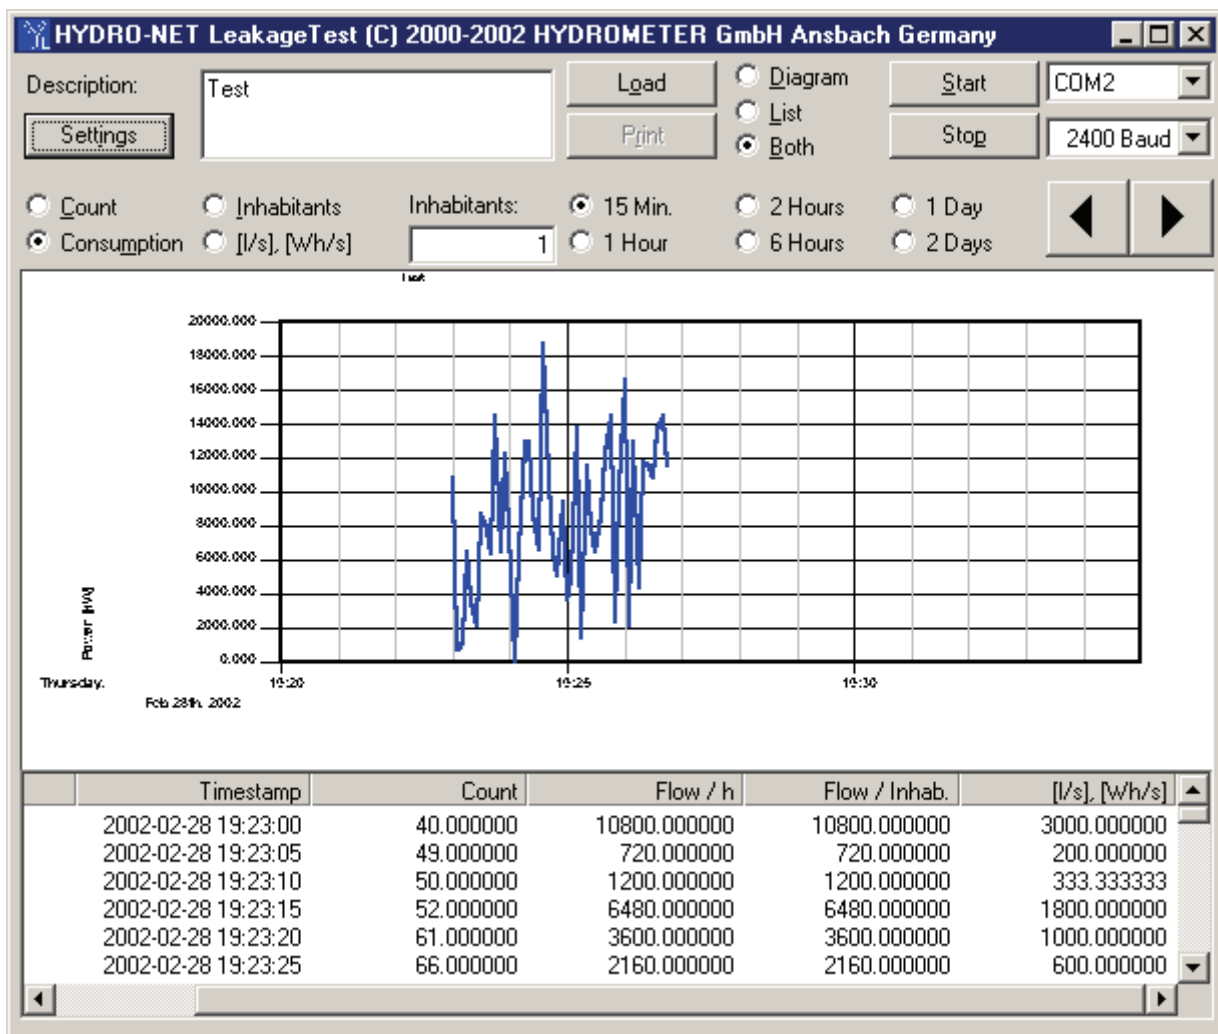 HYDRO-NET LeakageTest (C) 2000-2002 HYDROMETER GmbH Ansbach Germany
Description:
Test
Load
Diagram
Start
COM2
Settings
Print
List
Both
Stop
2400 Baud
Count
Inhabitants
Inhabitants:
15 Min.
2 Hours
1 Day
Consumption
[l/s], [Wh/s]
1
1 Hour
6 Hours
2 Days
Test
20000.000
18000.000
16000.000
14000.000
12000.000
10000.000
8000.000
6000.000
4000.000
2000.000
0.000
Power [kW]
Thursday,
Feb 28th, 2002
19:20
19:25
19:30
Timestamp Count Flow / h Flow / Inhab. [l/s], [Wh/s]
2002-02-28 19:23:00 40.000000 10800.000000 10800.000000 3000.000000
2002-02-28 19:23:05 49.000000 720.000000 720.000000 200.000000
2002-02-28 19:23:10 50.000000 1200.000000 1200.000000 333.333333
2002-02-28 19:23:15 52.000000 6480.000000 6480.000000 1800.000000
2002-02-28 19:23:20 61.000000 3600.000000 3600.000000 1000.000000
2002-02-28 19:23:25 66.000000 2160.000000 2160.000000 600.000000